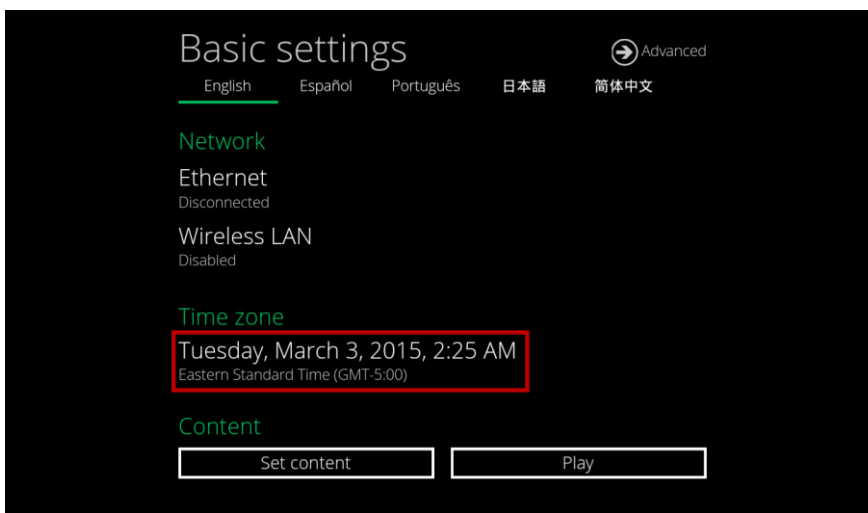 Basic settings
Advanced
English Español Português 日本語 简体中文
Network
Ethernet
Disconnected
Wireless LAN
Disabled
Time zone
Tuesday, March 3, 2015, 2:25 AM
Eastern Standard Time (GMT-5:00)
Content
Set content Play